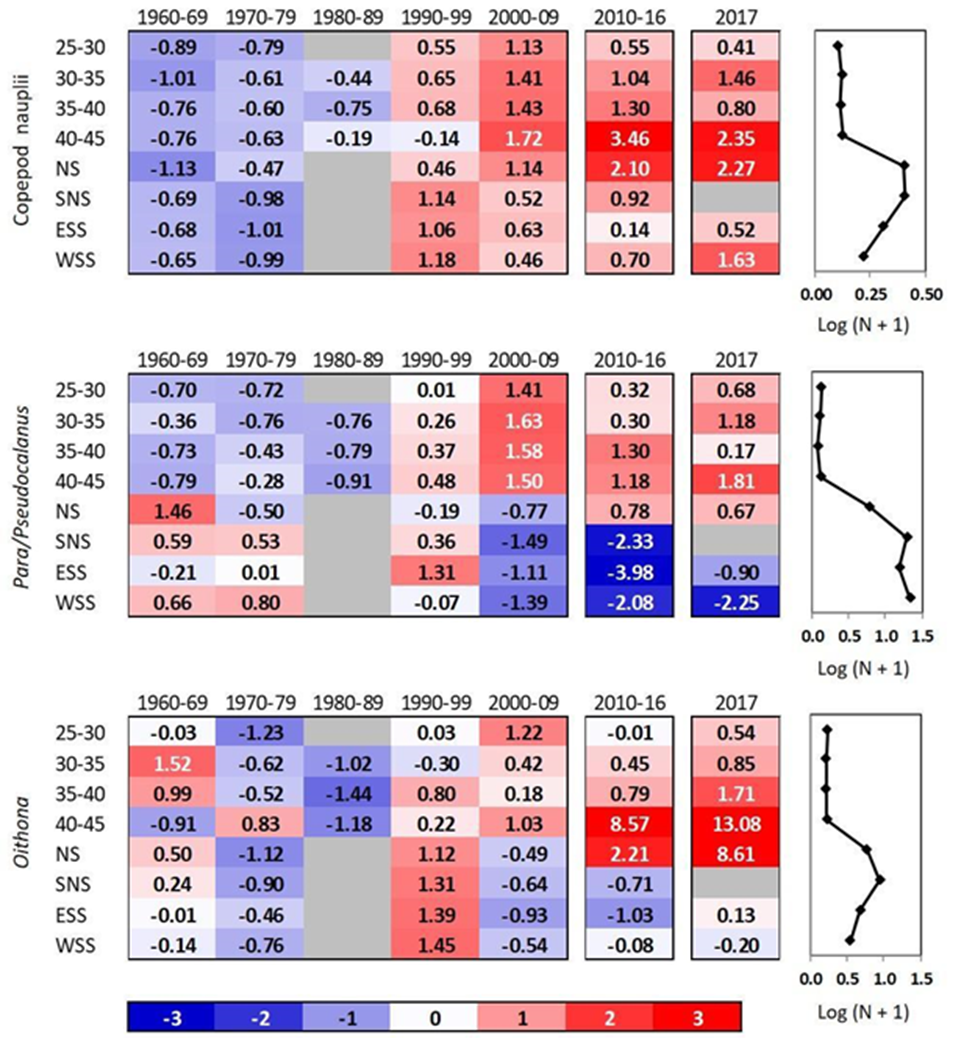 1960-69 1970-79 1980-89 1990-99 2000-09 2010-16 2017
Copepod nauplii
25-30 -0.89 -0.79 0.55 1.13 0.55 0.41
30-35 -1.01 -0.61 -0.44 0.65 1.41 1.04 1.46
35-40 -0.76 -0.60 -0.75 0.68 1.43 1.30 0.80
40-45 -0.76 -0.63 -0.19 -0.14 1.72 3.46 2.35
NS -1.13 -0.47 0.46 1.14 2.10 2.27
SNS -0.69 -0.98 1.14 0.52 0.92
ESS -0.68 -1.01 1.06 0.63 0.14 0.52
WSS -0.65 -0.99 1.18 0.46 0.70 1.63
0.00 0.25 0.50
Log (N + 1)
1960-69 1970-79 1980-89 1990-99 2000-09 2010-16 2017
Para/Pseudocalanus
25-30 -0.70 -0.72 0.01 1.41 0.32 0.68
30-35 -0.36 -0.76 -0.76 0.26 1.63 0.30 1.18
35-40 -0.73 -0.43 -0.79 0.37 1.58 1.30 0.17
40-45 -0.79 -0.28 -0.91 0.48 1.50 1.18 1.81
NS 1.46 -0.50 -0.19 -0.77 0.78 0.67
SNS 0.59 0.53 0.36 -1.49 -2.33
ESS -0.21 0.01 1.31 -1.11 -3.98 -0.90
WSS 0.66 0.80 -0.07 -1.39 -2.08 -2.25
0.0 0.5 1.0 1.5
Log (N + 1)
1960-69 1970-79 1980-89 1990-99 2000-09 2010-16 2017
Oithona
25-30 -0.03 -1.23 0.03 1.22 -0.01 0.54
30-35 1.52 -0.62 -1.02 -0.30 0.42 0.45 0.85
35-40 0.99 -0.52 -1.44 0.80 0.18 0.79 1.71
40-45 -0.91 0.83 -1.18 0.22 1.03 8.57 13.08
NS 0.50 -1.12 1.12 -0.49 2.21 8.61
SNS 0.24 -0.90 1.31 -0.64 -0.71
ESS -0.01 -0.46 1.39 -0.93 -1.03 0.13
WSS -0.14 -0.76 1.45 -0.54 -0.08 -0.20
0.0 0.5 1.0 1.5
Log (N + 1)
-3 -2 -1 0 1 2 3